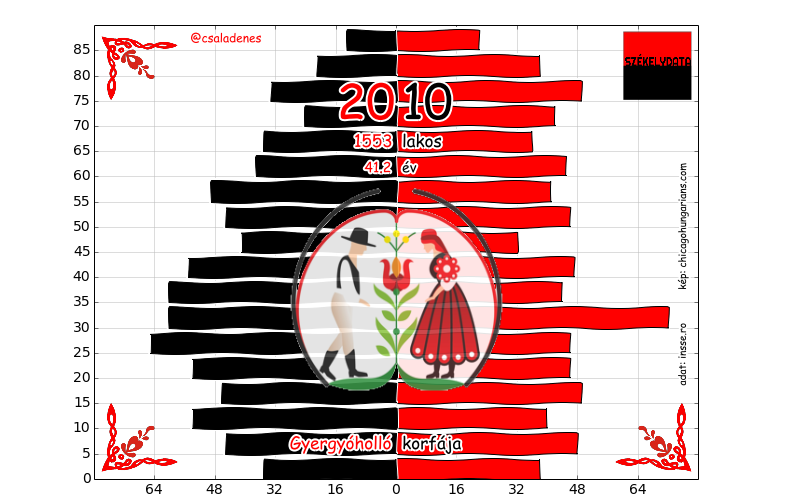 @csaladenes
SZÉKELYDATA
2010
1553 lakos
41,2 év
kép: chicagohungarians.com
adat: insse.ro
Gyergyóholló korfája
85
80
75
70
65
60
55
50
45
40
35
30
25
20
15
10
5
0
64 48 32 16 0 16 32 48 64